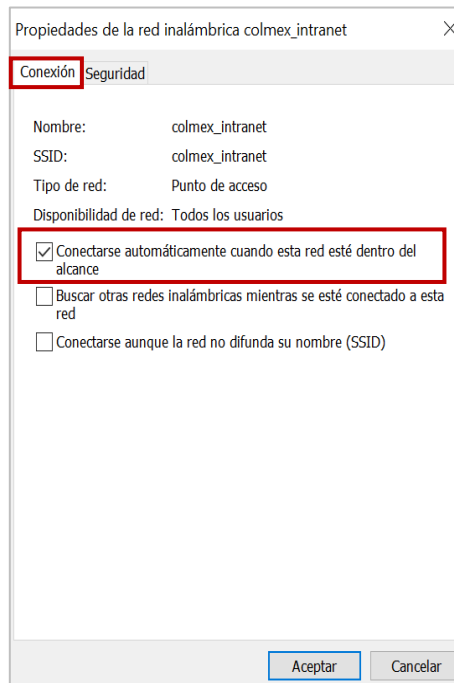 Propiedades de la red inalámbrica colmex_intranet
Conexión Seguridad
Nombre: colmex_intranet
SSID: colmex_intranet
Tipo de red: Punto de acceso
Disponibilidad de red: Todos los usuarios
Conectarse automáticamente cuando esta red esté dentro del
alcance
Buscar otras redes inalámbricas mientras se esté conectado a esta
red
Conectarse aunque la red no difunda su nombre (SSID)
Aceptar Cancelar